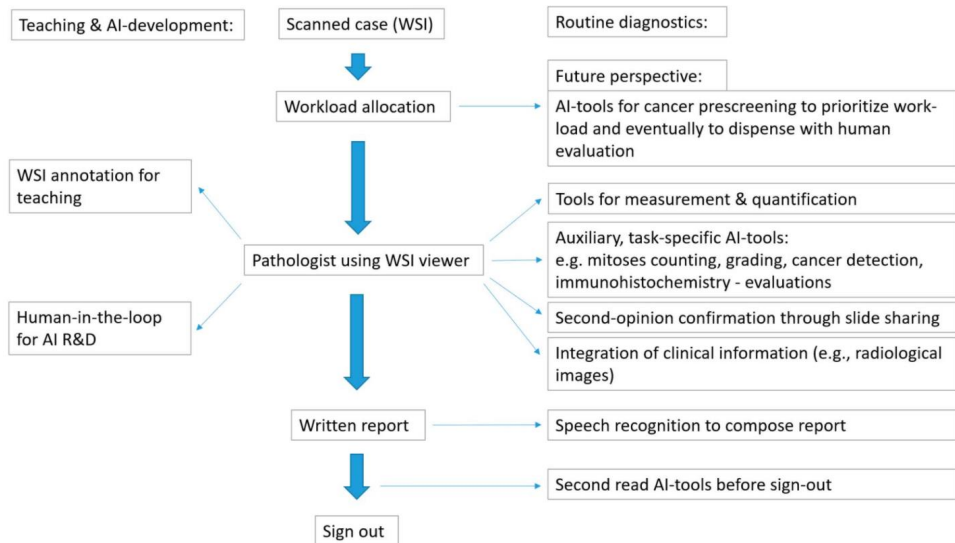 Teaching & AI-development:
Scanned case (WSI)
Routine diagnostics:
Future perspective:
Workload allocation
AI-tools for cancer prescreening to prioritize work-
load and eventually to dispense with human
evaluation
WSI annotation for
teaching
Tools for measurement & quantification
Pathologist using WSI viewer
Auxiliary, task-specific AI-tools:
e.g. mitoses counting, grading, cancer detection,
immunohistochemistry - evaluations
Human-in-the-loop
for AI R&D
Second-opinion confirmation through slide sharing
Integration of clinical information (e.g., radiological
images)
Written report
Speech recognition to compose report
Second read AI-tools before sign-out
Sign out